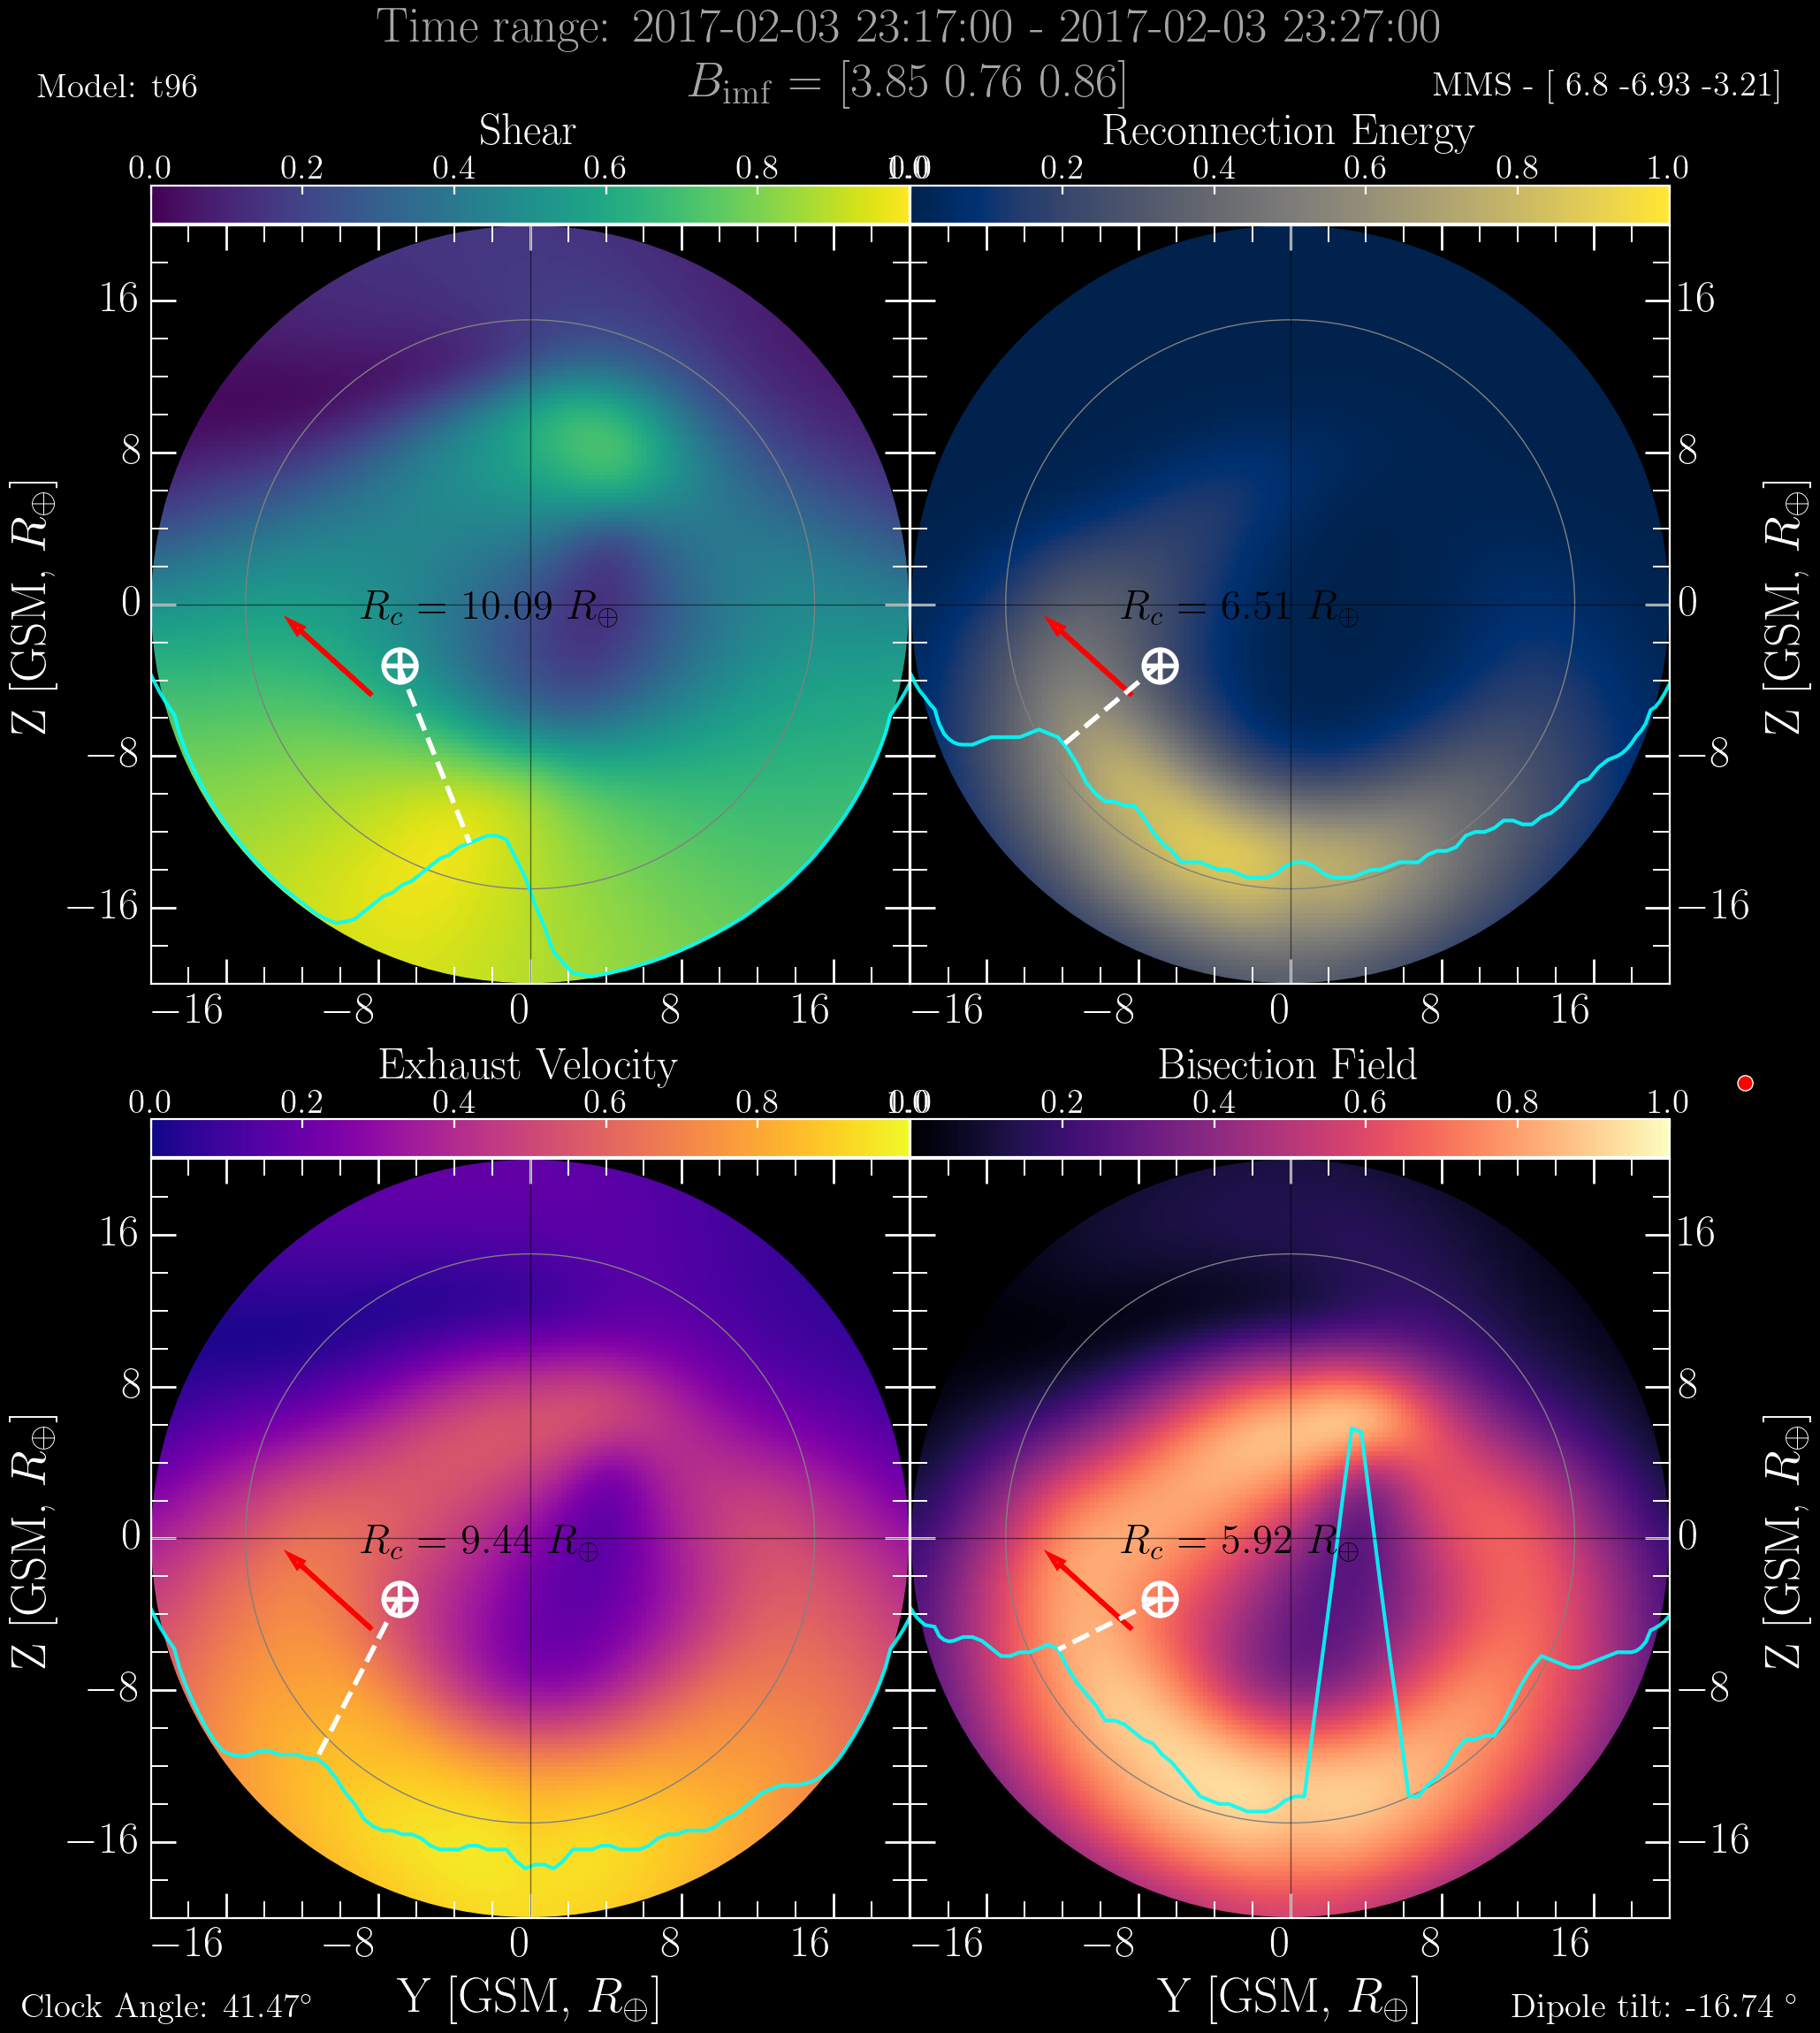 Time range: 2017-02-03 23:17:00 - 2017-02-03 23:27:00
Model: t96
B_imf = [3.85 0.76 0.86]
MMS - [ 6.8 -6.93 -3.21]
Shear
Reconnection Energy
0.0 0.2 0.4 0.6 0.8 1.0
0.2 0.4 0.6 0.8 1.0
16
8
0
−8
−16
Z [GSM, R⊕]
R_c = 10.09 R⊕
R_c = 6.51 R⊕
16
8
0
−8
−16
Z [GSM, R⊕]
−16 −8 0 8 16
−16 −8 0 8 16
Exhaust Velocity
Bisection Field
0.0 0.2 0.4 0.6 0.8 1.0
0.2 0.4 0.6 0.8 1.0
16
8
0
−8
−16
Z [GSM, R⊕]
R_c = 9.44 R⊕
R_c = 5.92 R⊕
16
8
0
−8
−16
Z [GSM, R⊕]
−16 −8 0 8 16
−16 −8 0 8 16
Y [GSM, R⊕]
Y [GSM, R⊕]
Clock Angle: 41.47°
Dipole tilt: -16.74 °